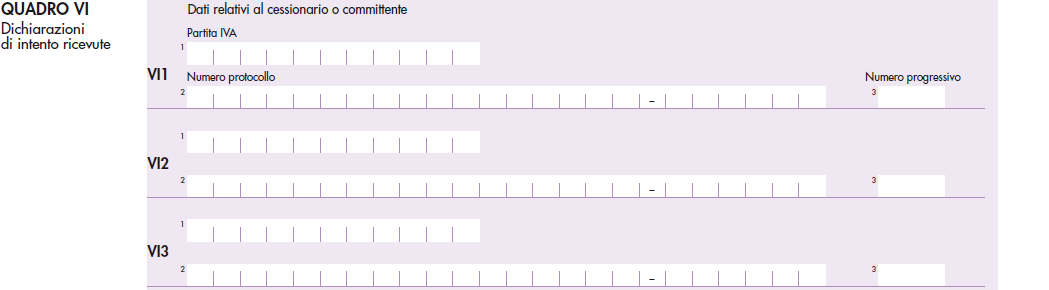 QUADRO VI
Dichiarazioni
di intento ricevute
Dati relativi al cessionario o committente
Partita IVA
1
VI1
Numero protocollo
Numero progressivo
2
–
3
1
VI2
2
–
3
1
VI3
2
–
3